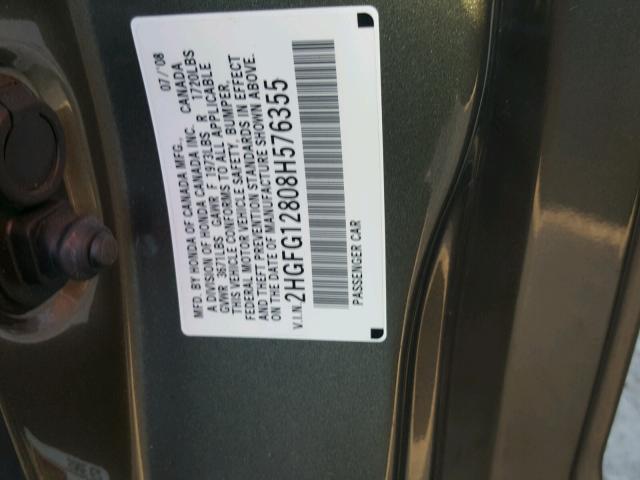 MFD. BY HONDA OF CANADA MFG., 07/'08
A DIVISION OF HONDA CANADA INC. CANADA
GVWR 3671LBS GAWR F 1973LBS R 1720LBS
THIS VEHICLE CONFORMS TO ALL APPLICABLE
FEDERAL MOTOR VEHICLE SAFETY, BUMPER,
AND THEFT PREVENTION STANDARDS IN EFFECT
ON THE DATE OF MANUFACTURE SHOWN ABOVE.
V.I.N. 2HGFG12808H576355
PASSENGER CAR